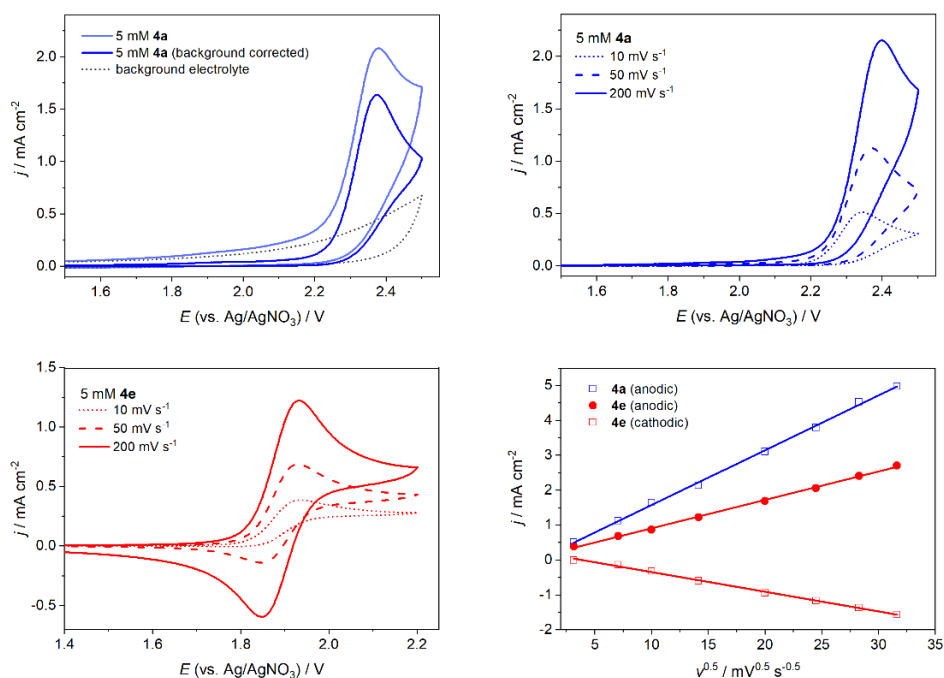 5 mM 4a
5 mM 4a (background corrected)
background electrolyte
2.0
1.5
1.0
0.5
0.0
j / mA cm⁻²
1.6 1.8 2.0 2.2 2.4
E (vs. Ag/AgNO₃) / V
5 mM 4a
10 mV s⁻¹
50 mV s⁻¹
200 mV s⁻¹
2.0
1.5
1.0
0.5
0.0
j / mA cm⁻²
1.6 1.8 2.0 2.2 2.4
E (vs. Ag/AgNO₃) / V
5 mM 4e
10 mV s⁻¹
50 mV s⁻¹
200 mV s⁻¹
1.5
1.0
0.5
0.0
-0.5
j / mA cm⁻²
1.4 1.6 1.8 2.0 2.2
E (vs. Ag/AgNO₃) / V
4a (anodic)
4e (anodic)
4e (cathodic)
5
4
3
2
1
0
-1
-2
j / mA cm⁻²
5 10 15 20 25 30 35
v⁰·⁵ / mV⁰·⁵ s⁻⁰·⁵